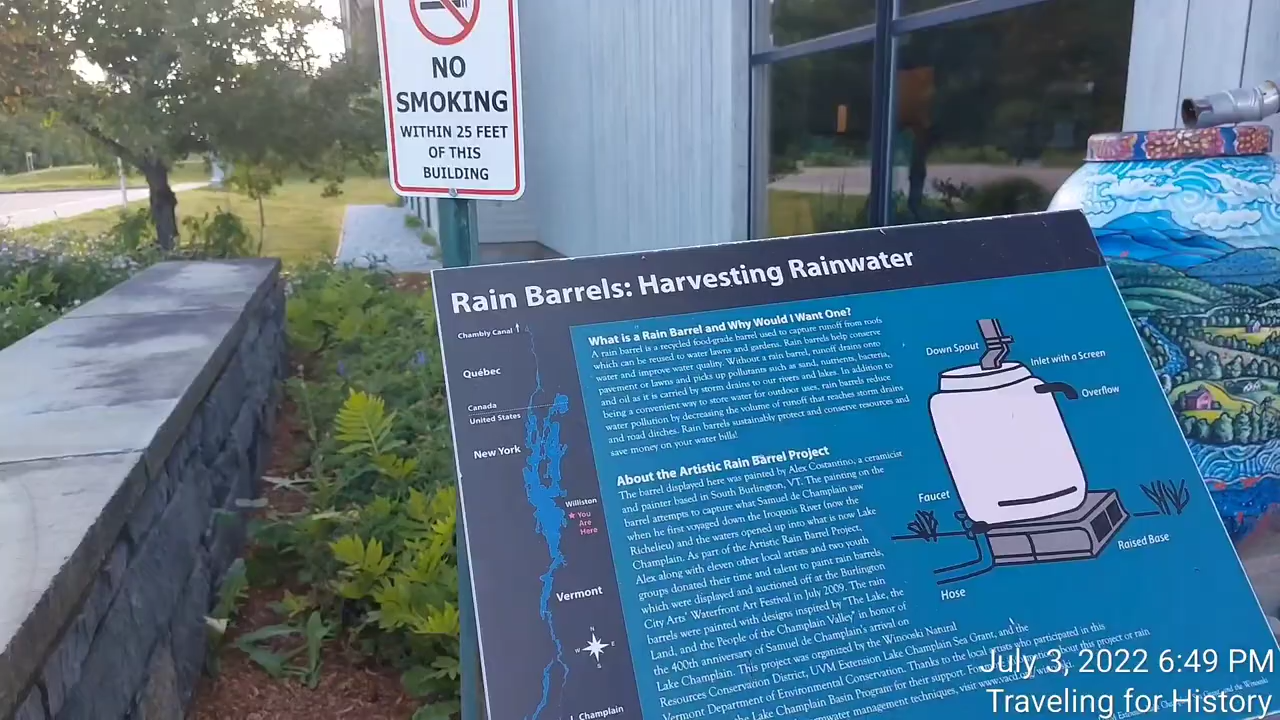 NO
SMOKING
WITHIN 25 FEET
OF THIS
BUILDING
Rain Barrels: Harvesting Rainwater
Chambly Canal
Québec
Canada
United States
New York
Williston
You
Are
Here
Vermont
N
W
E
S
Champlain
What is a Rain Barrel and Why Would I Want One?
A rain barrel is a recycled food-grade barrel used to capture runoff from roofs
which can be reused to water lawns and gardens. Rain barrels help conserve
water and improve water quality. Without a rain barrel, runoff drains onto
pavement or lawns and picks up pollutants such as sand, nutrients, bacteria,
and oil as it is carried by storm drains to our rivers and lakes. In addition to
being a convenient way to store water for outdoor uses, rain barrels reduce
water pollution by decreasing the volume of runoff that reaches storm drains
and road ditches. Rain barrels sustainably protect and conserve resources and
save money on your water bills!
About the Artistic Rain Barrel Project
The barrel displayed here was painted by Alex Costantino, a ceramicist
and painter based in South Burlington, VT. The painting on the
barrel attempts to capture what Samuel de Champlain saw
when he first voyaged down the Iroquois River (now the
Richelieu) and the waters opened up into what is now Lake
Champlain. As part of the Artistic Rain Barrel Project,
Alex along with eleven other local artists and two youth
groups donated their time and talent to paint rain barrels,
which were displayed and auctioned off at the Burlington
City Arts' Waterfront Art Festival in July 2009. The rain
barrels were painted with designs inspired by "The Lake, the
Land, and the People of the Champlain Valley" in honor of
the 400th anniversary of Samuel de Champlain's arrival on
Lake Champlain. This project was organized by the Winooski Natural
Resources Conservation District, UVM Extension Lake Champlain Sea Grant, and the
Vermont Department of Environmental Conservation. Thanks to the local artists who participated in this
the Lake Champlain Basin Program for their support. about this project or rain
management techniques, visit
Down Spout
Inlet with a Screen
Overflow
Faucet
Raised Base
Hose
July 3, 2022 6:49 PM
Traveling for History